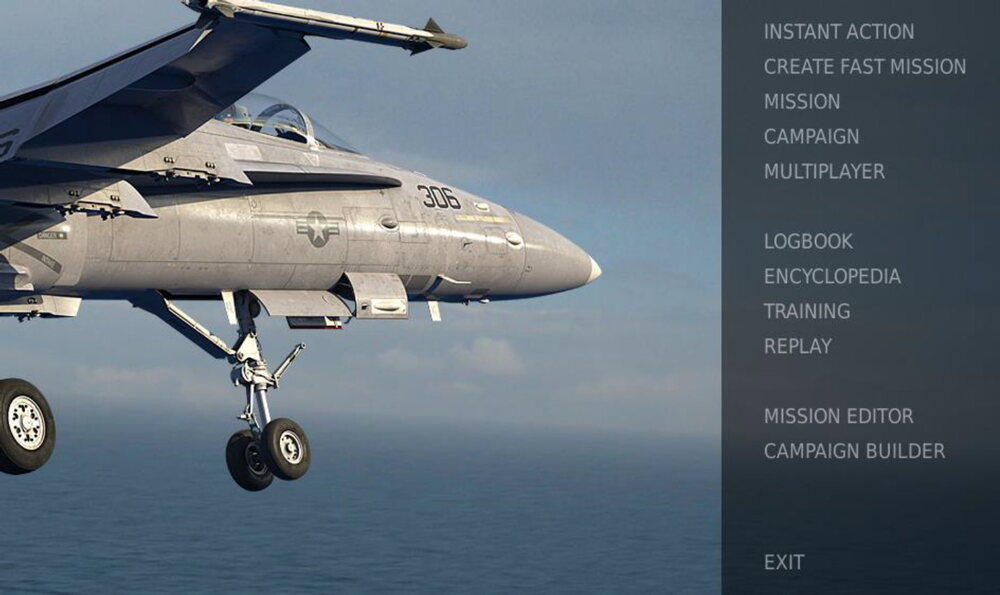 306
INSTANT ACTION
CREATE FAST MISSION
MISSION
CAMPAIGN
MULTIPLAYER
LOGBOOK
ENCYCLOPEDIA
TRAINING
REPLAY
MISSION EDITOR
CAMPAIGN BUILDER
EXIT